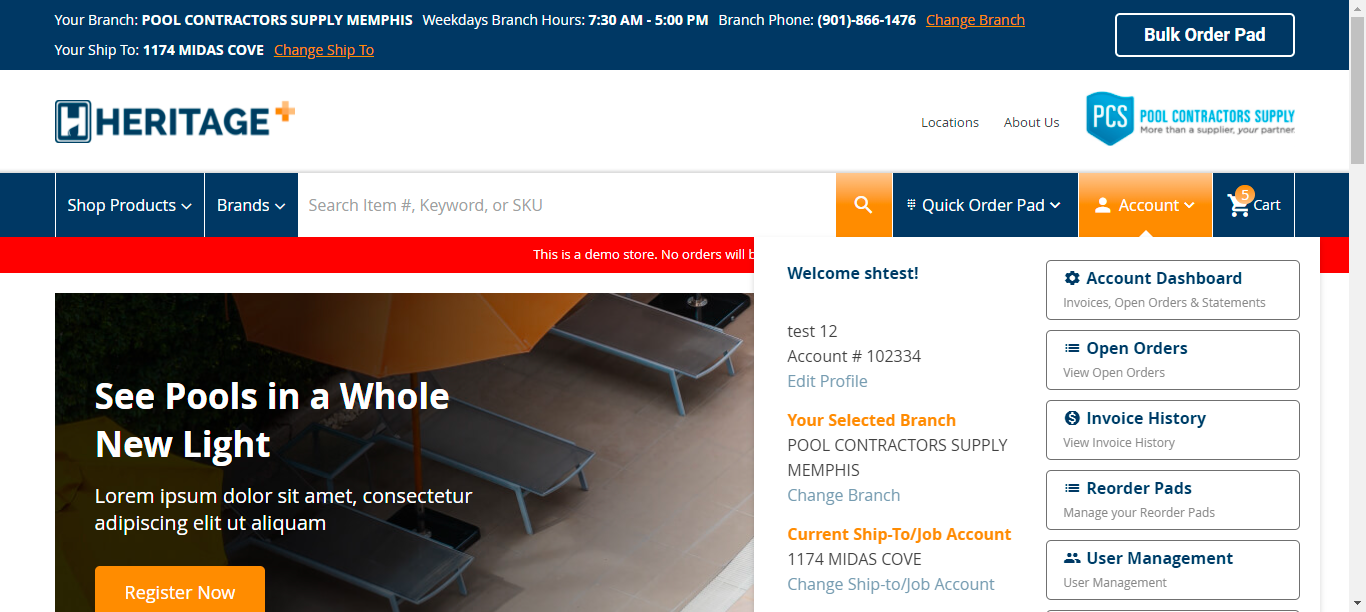 Your Branch: POOL CONTRACTORS SUPPLY MEMPHIS Weekdays Branch Hours: 7:30 AM - 5:00 PM Branch Phone: (901)-866-1476 Change Branch
Your Ship To: 1174 MIDAS COVE Change Ship To
Bulk Order Pad
HERITAGE
Locations
About Us
PCS POOL CONTRACTORS SUPPLY
More than a supplier, your partner.
Shop Products
Brands
Search Item #, Keyword, or SKU
Quick Order Pad
Account
5
Cart
This is a demo store. No orders will
Welcome shtest!
test 12
Account # 102334
Edit Profile
Your Selected Branch
POOL CONTRACTORS SUPPLY
MEMPHIS
Change Branch
Current Ship-To/Job Account
1174 MIDAS COVE
Change Ship-to/Job Account
Account Dashboard
Invoices, Open Orders & Statements
Open Orders
View Open Orders
Invoice History
View Invoice History
Reorder Pads
Manage your Reorder Pads
User Management
User Management
See Pools in a Whole
New Light
Lorem ipsum dolor sit amet, consectetur
adipiscing elit ut aliquam
Register Now